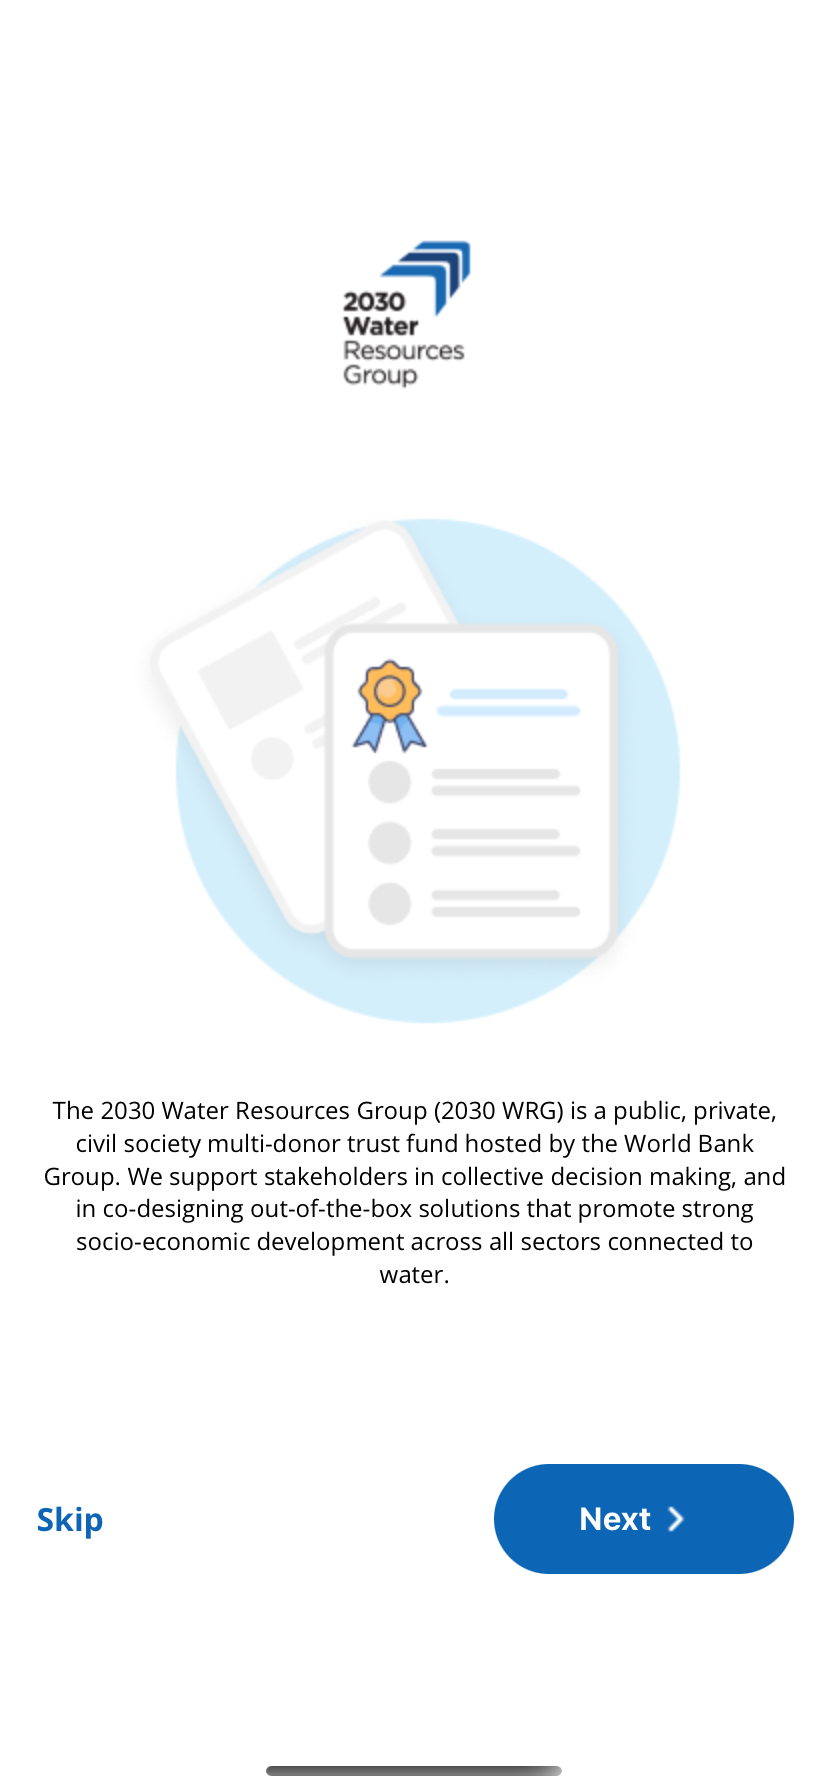 2030
Water
Resources
Group
The 2030 Water Resources Group (2030 WRG) is a public, private,
civil society multi-donor trust fund hosted by the World Bank
Group. We support stakeholders in collective decision making, and
in co-designing out-of-the-box solutions that promote strong
socio-economic development across all sectors connected to
water.
Skip
Next